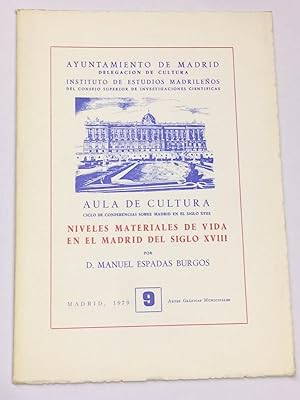 AYUNTAMIENTO DE MADRID
DELEGACION DE CULTURA
INSTITUTO DE ESTUDIOS MADRILEÑOS
DEL CONSEJO SUPERIOR DE INVESTIGACIONES CIENTIFICAS
AULA DE CULTURA
CICLO DE CONFERENCIAS SOBRE MADRID EN EL SIGLO XVIII
NIVELES MATERIALES DE VIDA
EN EL MADRID DEL SIGLO XVIII
POR
D. MANUEL ESPADAS BURGOS
MADRID, 1979 9 ARTES GRÁFICAS MUNICIPALES